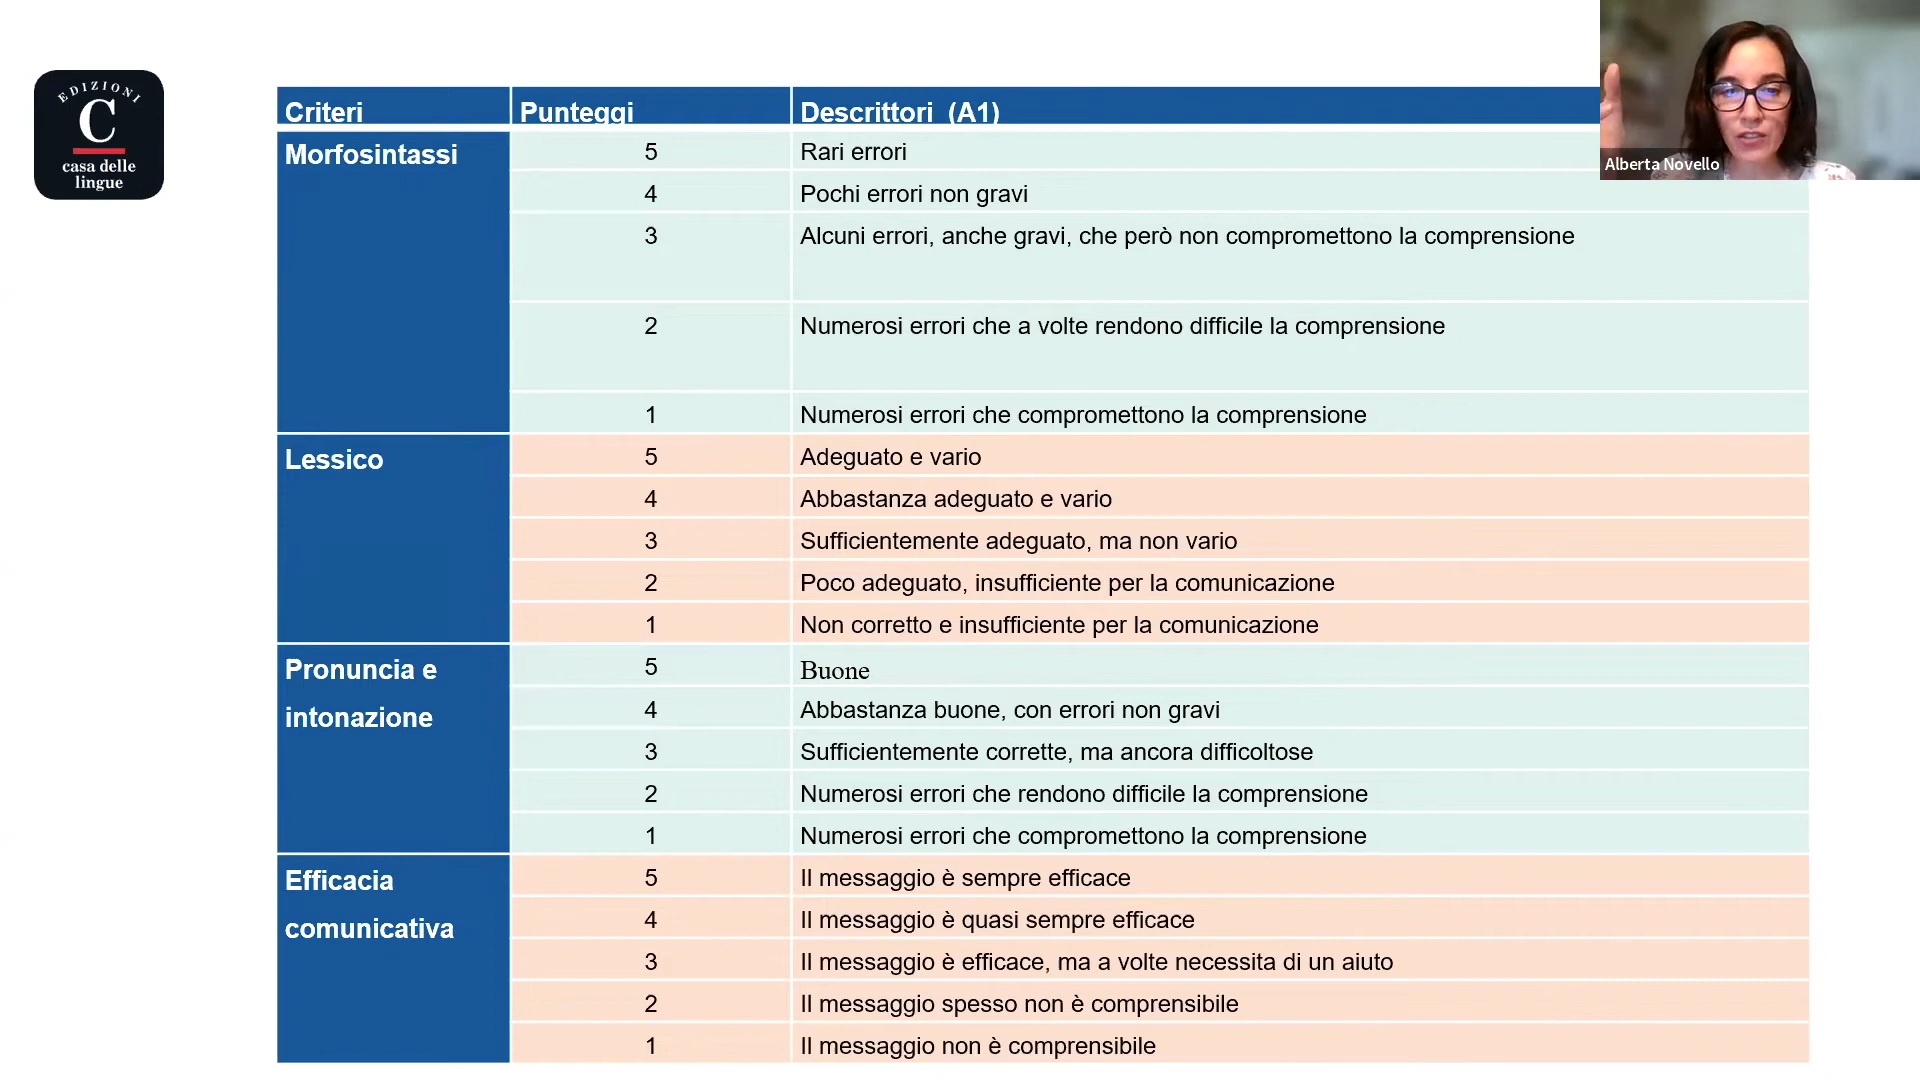 EDIZIONI
C
casa delle
lingue
Criteri Punteggi Descrittori (A1)
Morfosintassi 5 Rari errori
4 Pochi errori non gravi
3 Alcuni errori, anche gravi, che però non compromettono la comprensione
2 Numerosi errori che a volte rendono difficile la comprensione
1 Numerosi errori che compromettono la comprensione
Lessico 5 Adeguato e vario
4 Abbastanza adeguato e vario
3 Sufficientemente adeguato, ma non vario
2 Poco adeguato, insufficiente per la comunicazione
1 Non corretto e insufficiente per la comunicazione
Pronuncia e 5 Buone
intonazione 4 Abbastanza buone, con errori non gravi
3 Sufficientemente corrette, ma ancora difficoltose
2 Numerosi errori che rendono difficile la comprensione
1 Numerosi errori che compromettono la comprensione
Efficacia 5 Il messaggio è sempre efficace
comunicativa 4 Il messaggio è quasi sempre efficace
3 Il messaggio è efficace, ma a volte necessita di un aiuto
2 Il messaggio spesso non è comprensibile
1 Il messaggio non è comprensibile
Alberta Novello